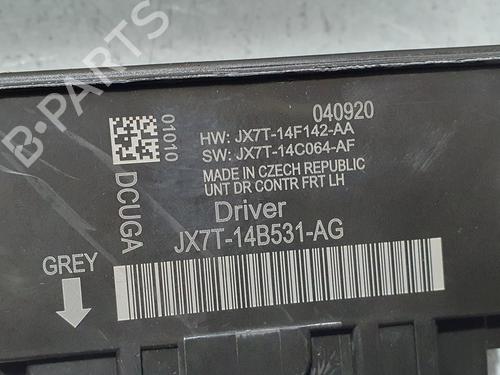 040920
HW: JX7T-14F142-AA
SW: JX7T-14C064-AF
MADE IN CZECH REPUBLIC
UNT DR CONTR FRT LH
01010
DCUGA
Driver
JX7T-14B531-AG
GREY